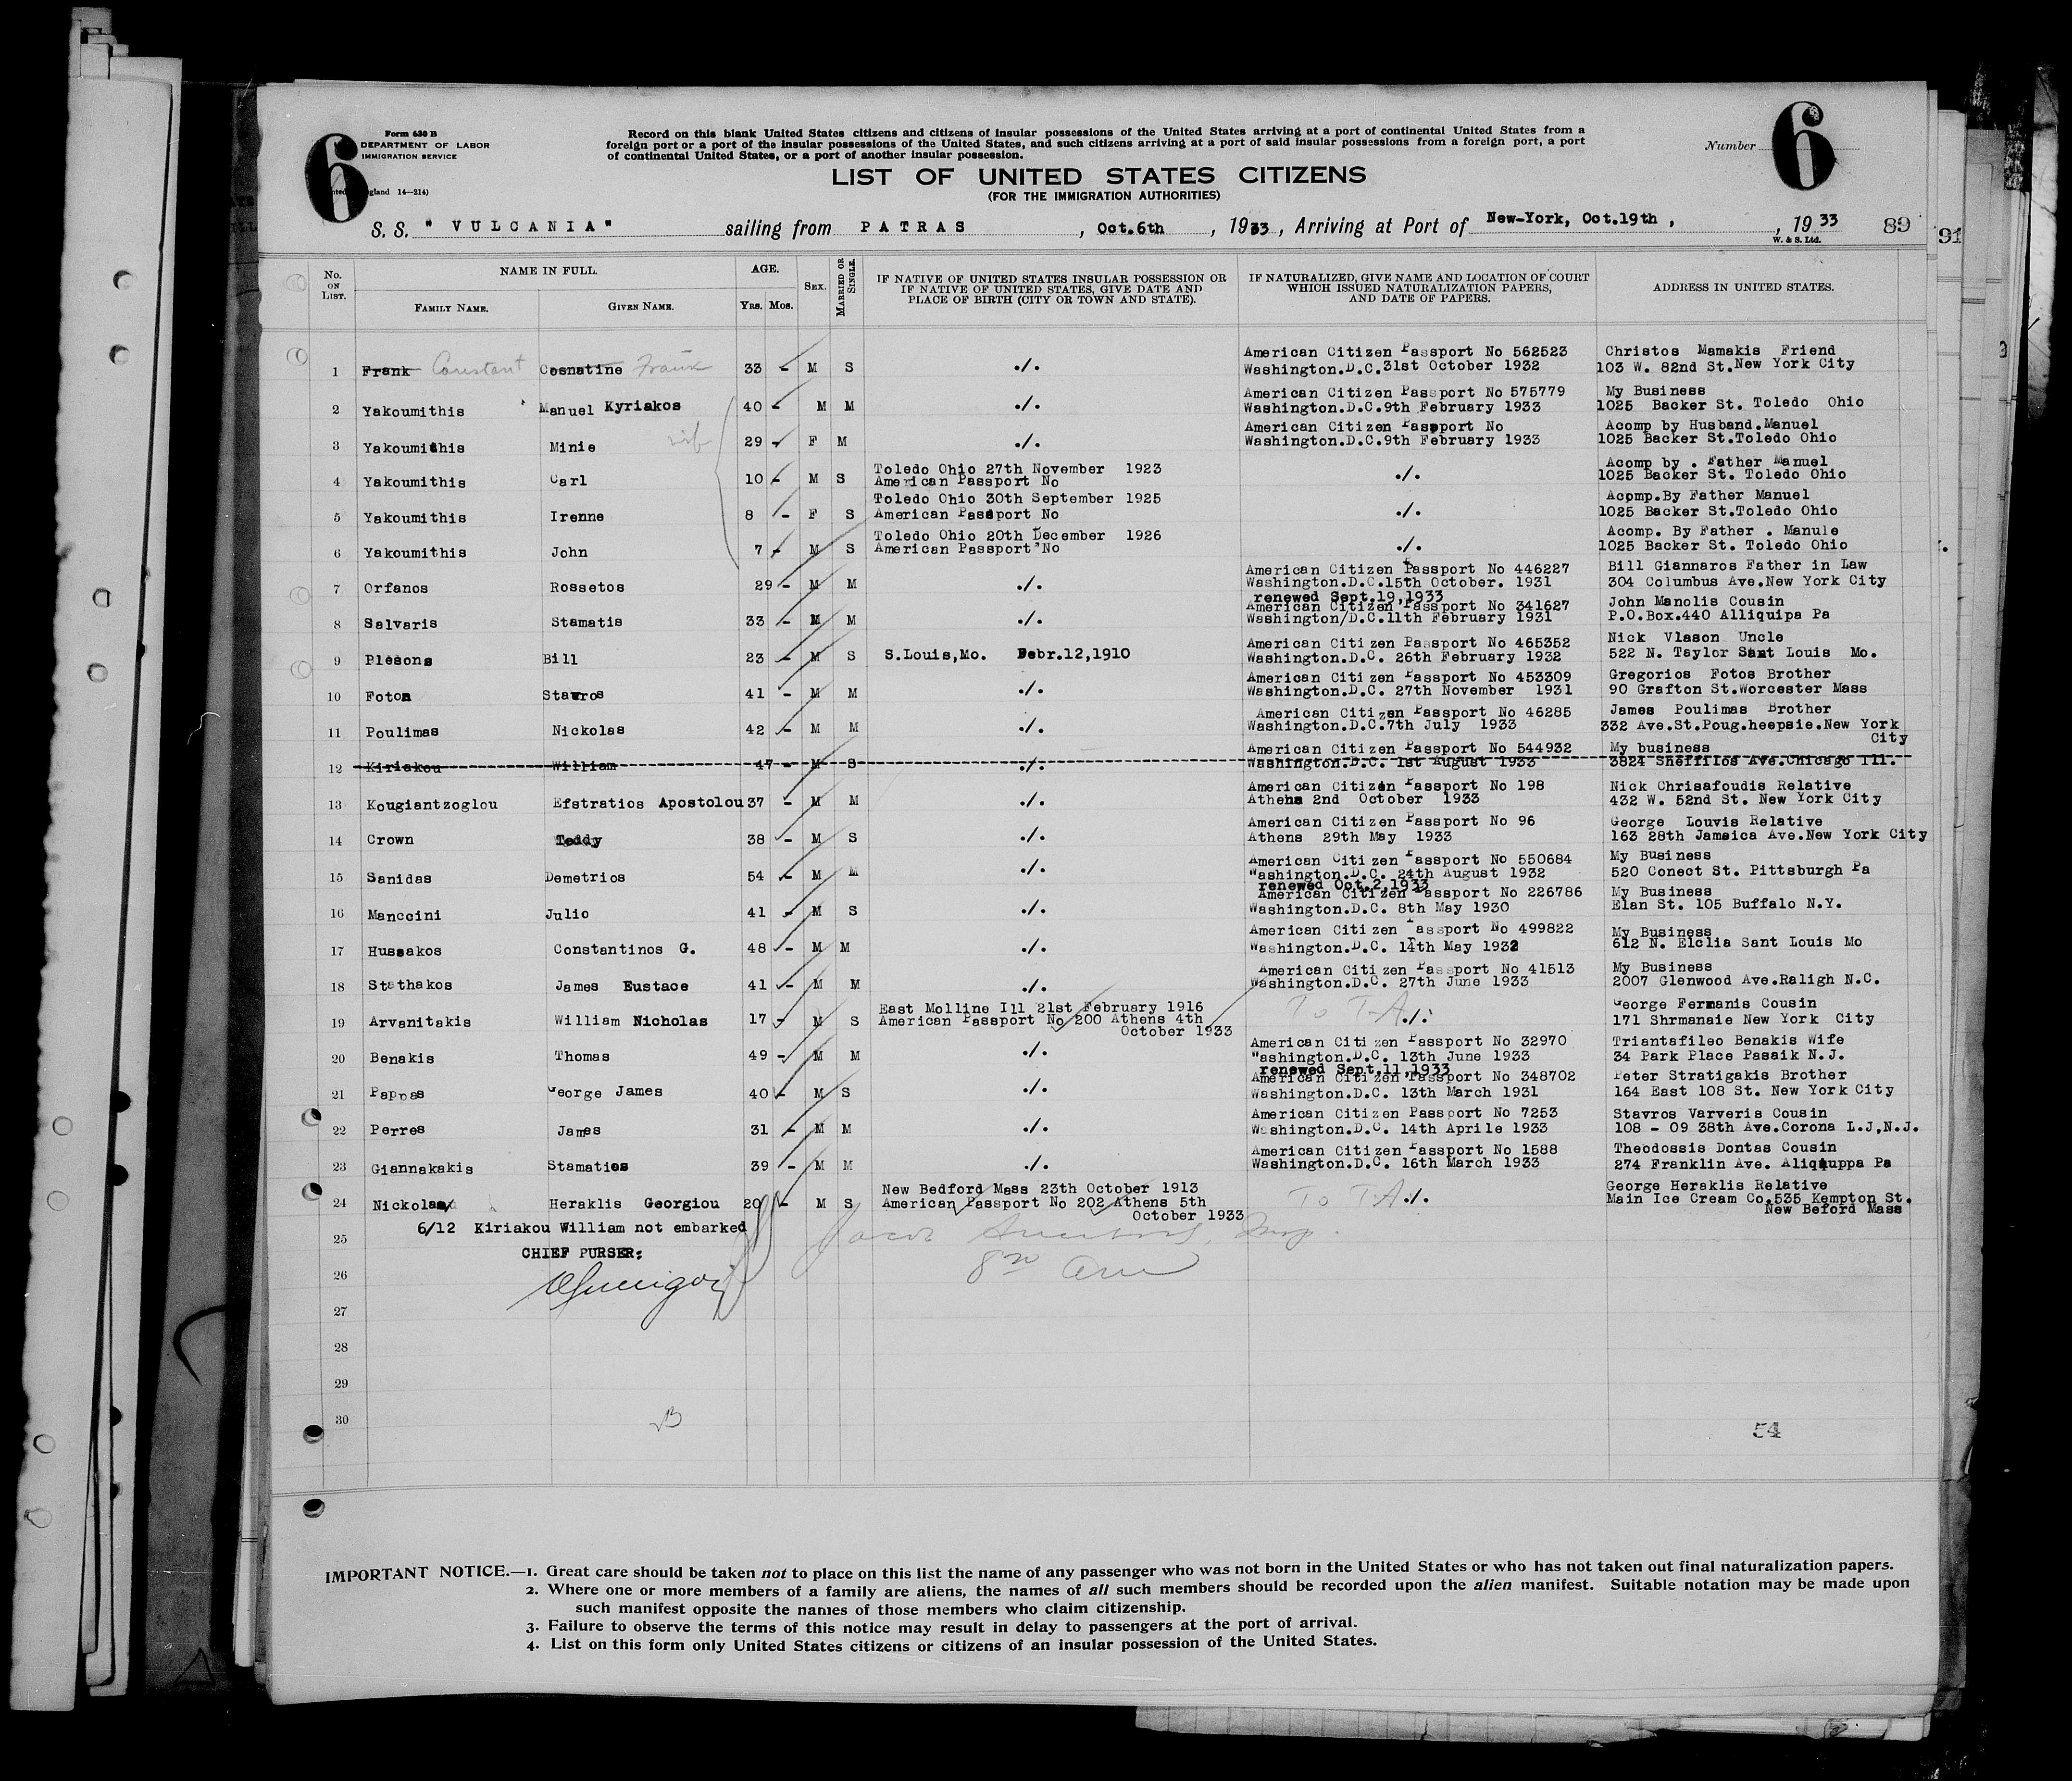 6
Form 630 B
DEPARTMENT OF LABOR
IMMIGRATION SERVICE
gland 14—214)
Record on this blank United States citizens and citizens of insular possessions of the United States arriving at a port of continental United States from a
foreign port or a port of the insular possessions of the United States, and such citizens arriving at a port of said insular possessions from a foreign port, a port
of continental United States, or a port of another insular possession.
Number 6
LIST OF UNITED STATES CITIZENS
(FOR THE IMMIGRATION AUTHORITIES)
S. S. "VULCANIA" sailing from PATRAS, Oct.6th, 1933, Arriving at Port of New-York, Oct.19th, 1933 89
W. & S. Ltd.
91
No. ON LIST. NAME IN FULL. FAMILY NAME. GIVEN NAME. AGE. Yrs. Mos. SEX. MARRIED OR SINGLE. IF NATIVE OF UNITED STATES INSULAR POSSESSION OR IF NATIVE OF UNITED STATES, GIVE DATE AND PLACE OF BIRTH (CITY OR TOWN AND STATE). IF NATURALIZED, GIVE NAME AND LOCATION OF COURT WHICH ISSUED NATURALIZATION PAPERS, AND DATE OF PAPERS. ADDRESS IN UNITED STATES.
American Citizen Passport No 562523 Christos Mamakis Friend
1 Frank Constant Cosnatine Frank 33 - M S ./. Washington.D.C.31st October 1932 103 W. 82nd St.New York City
American Citizen Passport No 575779 My Business
2 Yakoumithis Manuel Kyriakos 40 - M M ./. Washington.D.C.9th February 1933 1025 Backer St. Toledo Ohio
American Citizen Passport No Acomp by Husband.Manuel
3 Yakoumithis Minie wif 29 - F M ./. Washington.D.C.9th February 1933 1025 Backer St.Toledo Ohio
Toledo Ohio 27th November 1923 Acomp by . Father Manuel
4 Yakoumithis Carl 10 - M S American Passport No ./. 1025 Backer St. Toledo Ohio
Toledo Ohio 30th September 1925 Acomp.By Father Manuel
5 Yakoumithis Irenne 8 - F S American Passport No ./. 1025 Backer St.Toledo Ohio
Toledo Ohio 20th December 1926 Acomp. By Father . Manule
6 Yakoumithis John 7 - M S American Passport No ./. 1025 Backer St. Toledo Ohio
American Citizen Passport No 446227 Bill Giannaros Father in Law
7 Orfanos Rossetos 29 - M M ./. Washington.D.C.15th October. 1931 304 Columbus Ave.New York City
renewed Sept.19,1933
American Citizen Passport No 341627 John Manolis Cousin
8 Salvaris Stamatis 33 - M M ./. Washington/D.C.11th February 1931 P.O.Box.440 Alliquipa Pa
American Citizen Passport No 465352 Nick Vlason Uncle
9 Plesons Bill 23 - M S S.Louis,Mo. Febr.12,1910 Washington.D.C. 26th February 1932 522 N. Taylor Sant Louis Mo.
American Citizen Passport No 453309 Gregorios Fotos Brother
10 Foton Stavros 41 - M M ./. Washington.D.C. 27th November 1931 90 Grafton St.Worcester Mass
American Citizen Passport No 46285 James Poulimas Brother
11 Poulimas Nickolas 42 - M M ./. Washington.D.C.7th July 1933 332 Ave.St.Poug.heepsie.New York
City
American Citizen Passport No 544932 My business
12 Kiriakou William 47 - M S ./. Washington.D.C. 1st August 1933 3824 Sheffilos Ave.Chicago Ill.
American Citizen Passport No 198 Nick Chrisafoudis Relative
13 Kougiantzoglou Efstratios Apostolou 37 - M M ./. Athens 2nd October 1933 432 W. 52nd St. New York City
American Citizen Passport No 96 George Louvis Relative
14 Crown Teddy 38 - M S ./. Athens 29th May 1933 163 28th Jamaica Ave.New York City
American Citizen Passport No 550684 My Business
15 Sanidas Demetrios 54 - M M ./. Washington.D.C. 24th August 1932 520 Conect St. Pittsburgh Pa
renewed Oct.2,1933
American Citizen Passport No 226786 My Business
16 Manccini Julio 41 - M S ./. Washington.D.C. 8th May 1930 Elan St. 105 Buffalo N.Y.
American Citizen Passport No 499822 My Business
17 Hussakos Constantinos G. 48 - M M ./. Washington.D.C. 14th May 1932 612 N. Elclia Sant Louis Mo
American Citizen Passport No 41513 My Business
18 Stathakos James Eustace 41 - M M ./. Washington.D.C. 27th June 1933 2007 Glenwood Ave.Raligh N.C.
East Molline Ill 21st February 1916 To T-A George Fermanis Cousin
19 Arvanitakis William Nicholas 17 - M S American Passport No 200 Athens 4th ./. 171 Shrmanaie New York City
October 1933
American Citizen Passport No 32970 Triantafileo Benakis Wife
20 Benakis Thomas 49 - M M ./. Washington.D.C. 13th June 1933 34 Park Place Pasaik N.J.
renewed Sept.11,1933
American Citizen Passport No 348702 Peter Stratigakis Brother
21 Pappas George James 40 - M S ./. Washington.D.C. 13th March 1931 164 East 108 St. New York City
American Citizen Passport No 7253 Stavros Varveris Cousin
22 Perres James 31 - M M ./. Washington.D.C. 14th Aprile 1933 108 - 09 38th Ave.Corona L.J,N.J.
American Citizen Passport No 1588 Theodossis Dontas Cousin
23 Giannakakis Stamaties 39 - M M ./. Washington.D.C. 16th March 1933 274 Franklin Ave. Aliquuppa Pa
New Bedford Mass 23th October 1913 To T-A George Heraklis Relative
24 Nickolaa Heraklis Georgiou 20 - M S American Passport No 202 Athens 5th ./. Main Ice Cream Co.535 Kempton St.
October 1933 New Beford Mass
6/12 Kiriakou William not embarked
25
CHIEF PURSER:
26
27
28
29
30
54
IMPORTANT NOTICE.—1. Great care should be taken not to place on this list the name of any passenger who was not born in the United States or who has not taken out final naturalization papers.
2. Where one or more members of a family are aliens, the names of all such members should be recorded upon the alien manifest. Suitable notation may be made upon
such manifest opposite the names of those members who claim citizenship.
3. Failure to observe the terms of this notice may result in delay to passengers at the port of arrival.
4. List on this form only United States citizens or citizens of an insular possession of the United States.